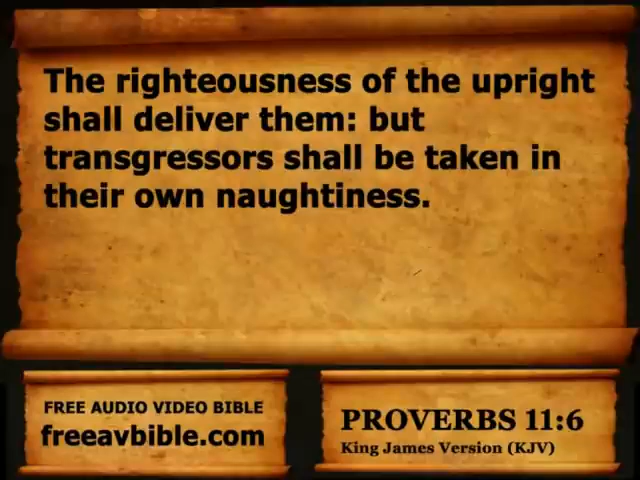 The righteousness of the upright
shall deliver them: but
transgressors shall be taken in
their own naughtiness.
FREE AUDIO VIDEO BIBLE
freeavbible.com
PROVERBS 11:6
King James Version (KJV)